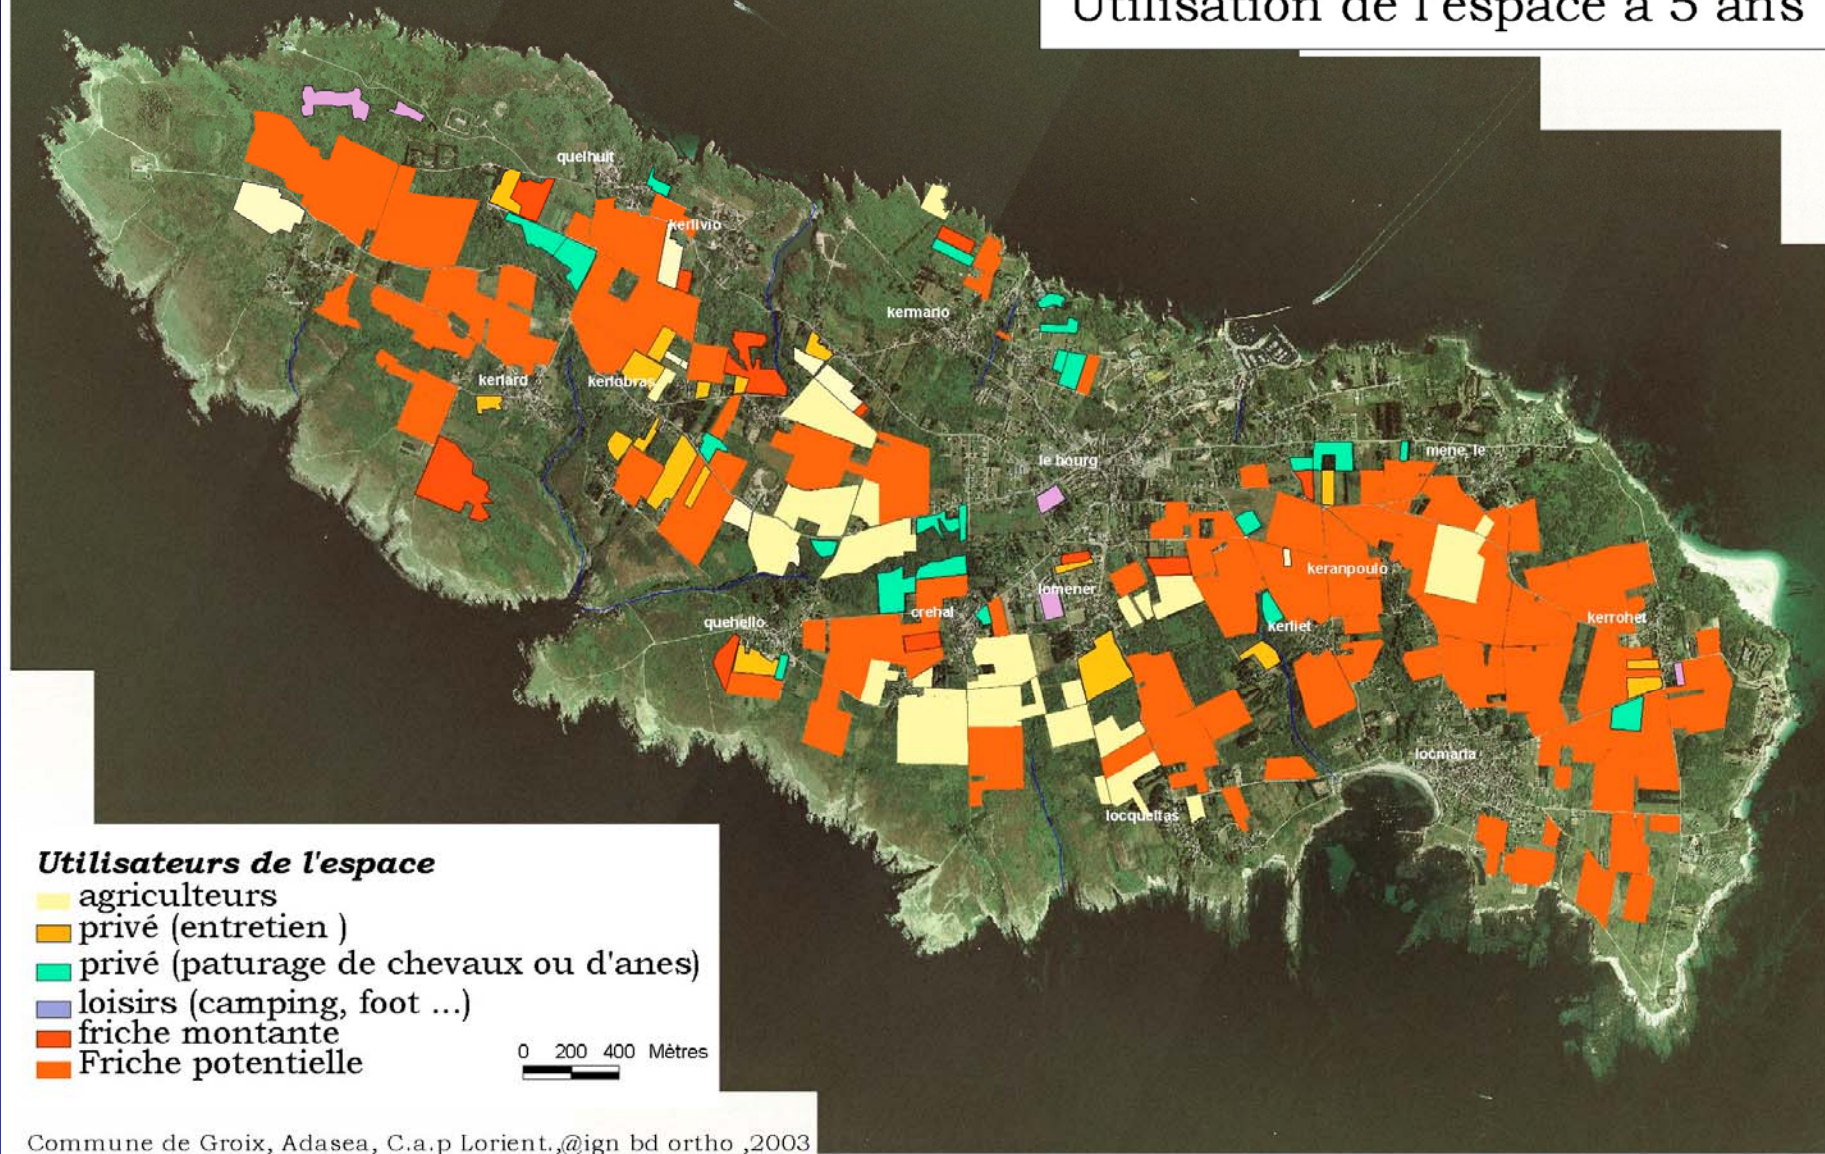 Utilisation de l'espace à 5 ans
quelhuit
kerlivio
kermario
kerlard
kerlobras
le bourg
mene, le
keranpoulo
lomener
crehal
quehello
kerliet
kerrohet
locmaria
locqueltas
Utilisateurs de l'espace
agriculteurs
privé (entretien )
privé (paturage de chevaux ou d'anes)
loisirs (camping, foot ...)
friche montante
Friche potentielle
0 200 400 Mètres
Commune de Groix, Adasea, C.a.p Lorient.,@ign bd ortho ,2003